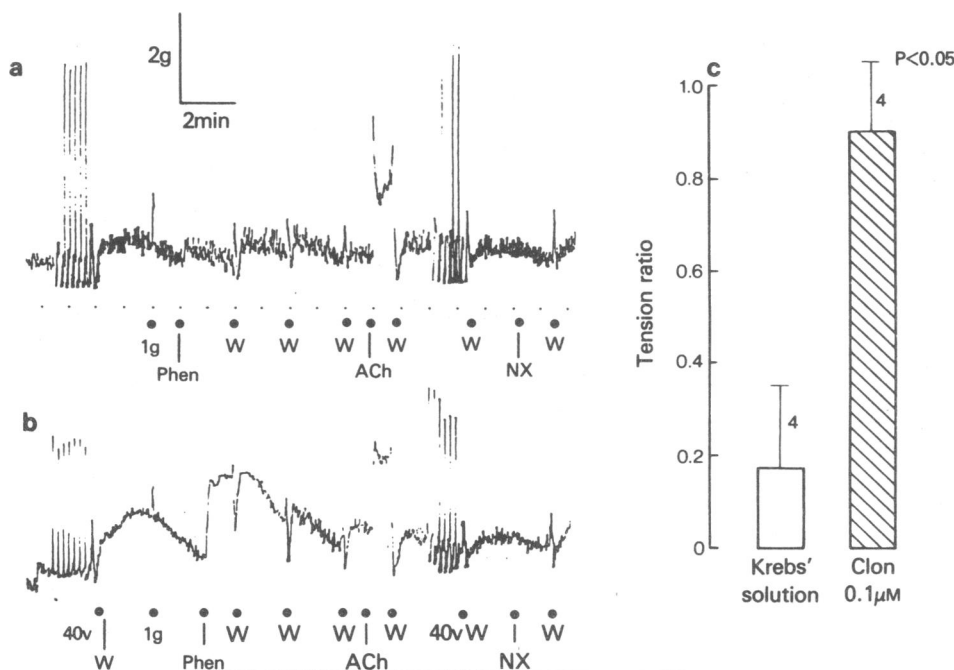 a
2g
2min
1g
Phen
W
W
W
ACh
W
W
NX
W
b
40v
W
1g
Phen
W
W
W
ACh
W
40v W
NX
W
c
P<0.05
1.0
0.8
0.6
0.4
0.2
0
Tension ratio
4
4
Krebs'
solution
Clon
0.1µM